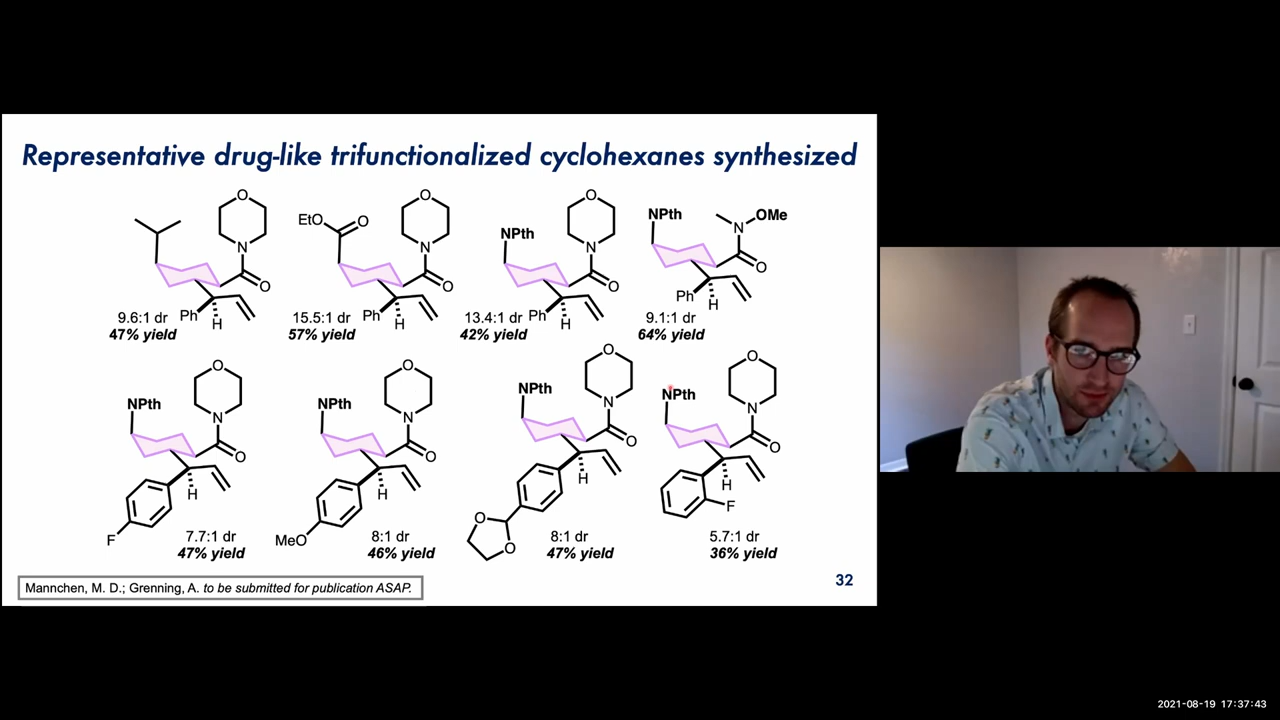 Representative drug-like trifunctionalized cyclohexanes synthesized
O
N
O
Ph
H
9.6:1 dr
47% yield
EtO
O
O
N
O
Ph
H
15.5:1 dr
57% yield
NPth
O
N
O
Ph
H
13.4:1 dr
42% yield
NPth
N
OMe
O
Ph
H
9.1:1 dr
64% yield
NPth
O
N
O
H
F
7.7:1 dr
47% yield
NPth
O
N
O
H
MeO
8:1 dr
46% yield
NPth
O
N
O
H
O
O
8:1 dr
47% yield
NPth
O
N
O
H
F
5.7:1 dr
36% yield
Mannchen, M. D.; Grenning, A. to be submitted for publication ASAP.
32
2021-08-19 17:37:43